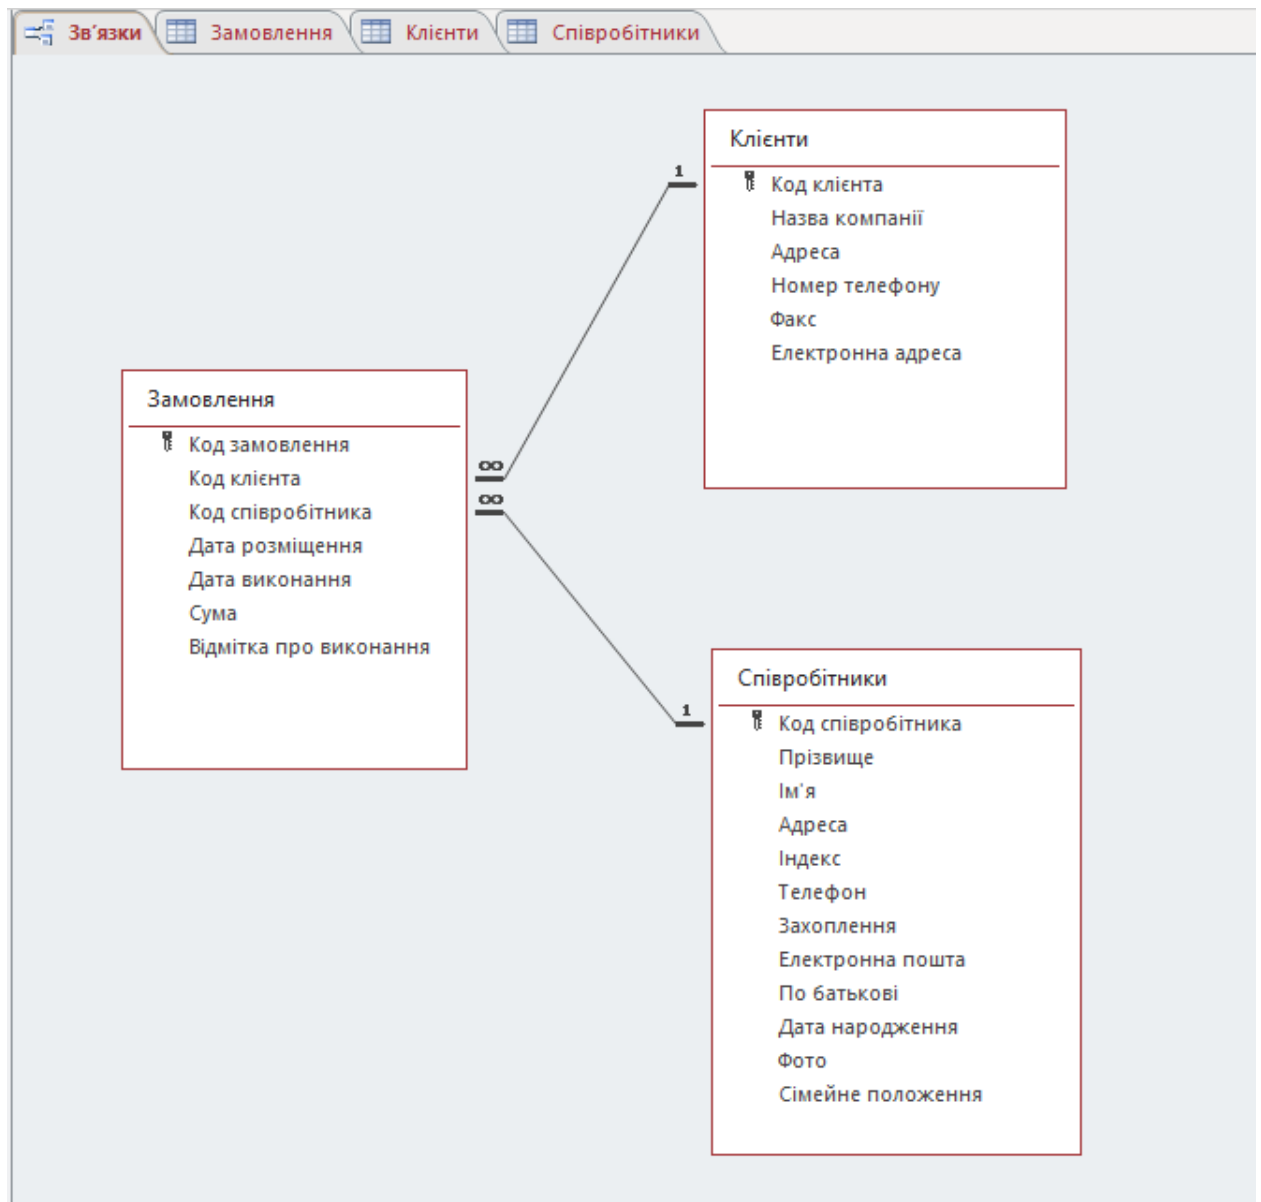 Зв'язки Замовлення Клієнти Співробітники
Клієнти
1
Код клієнта
Назва компанії
Адреса
Номер телефону
Факс
Електронна адреса
Замовлення
Код замовлення
Код клієнта
Код співробітника
Дата розміщення
Дата виконання
Сума
Відмітка про виконання
∞
∞
Співробітники
1
Код співробітника
Прізвище
Ім'я
Адреса
Індекс
Телефон
Захоплення
Електронна пошта
По батькові
Дата народження
Фото
Сімейне положення